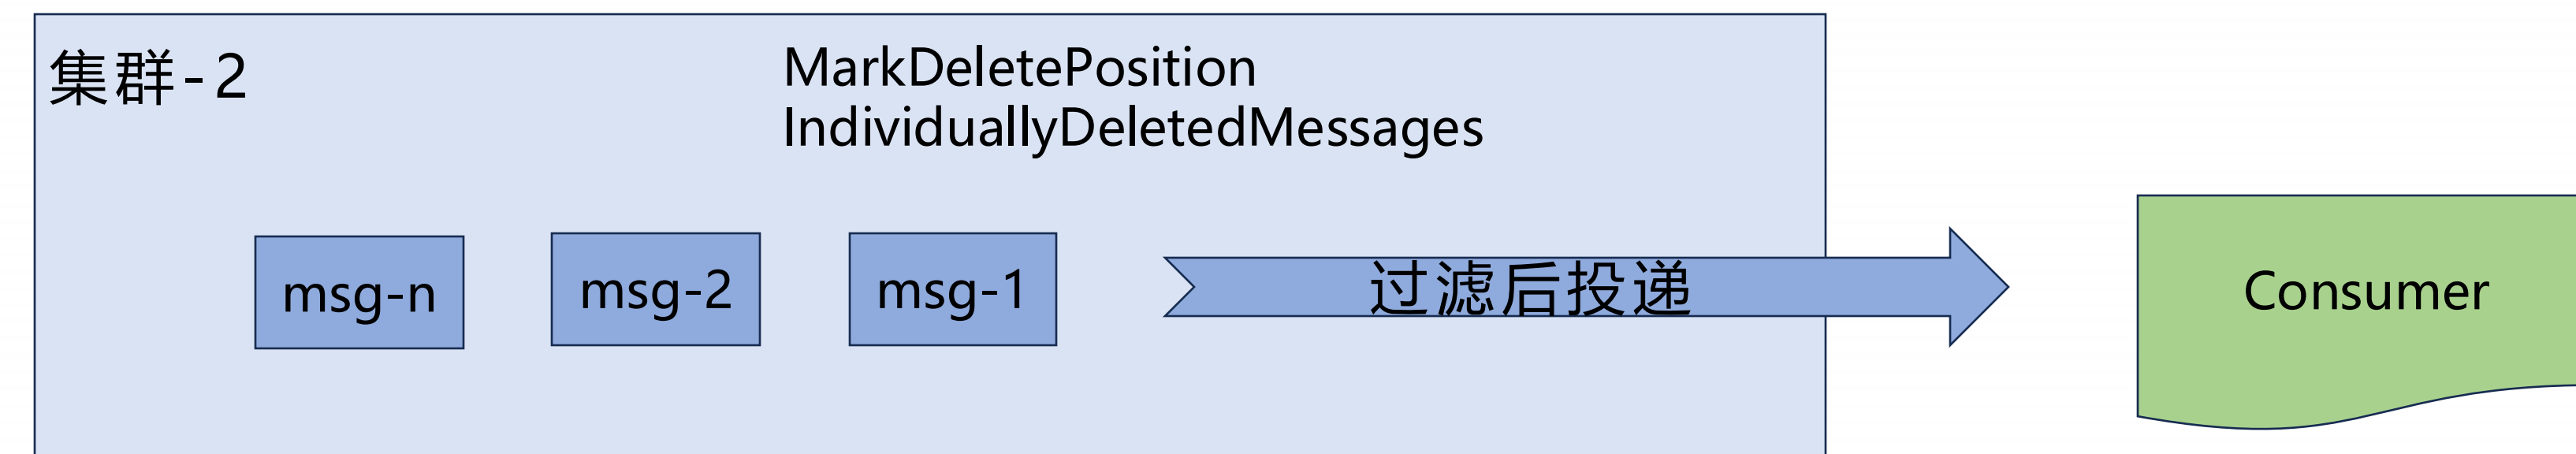 集群-2
MarkDeletePosition
IndividuallyDeletedMessages
msg-n
msg-2
msg-1
过滤后投递
Consumer